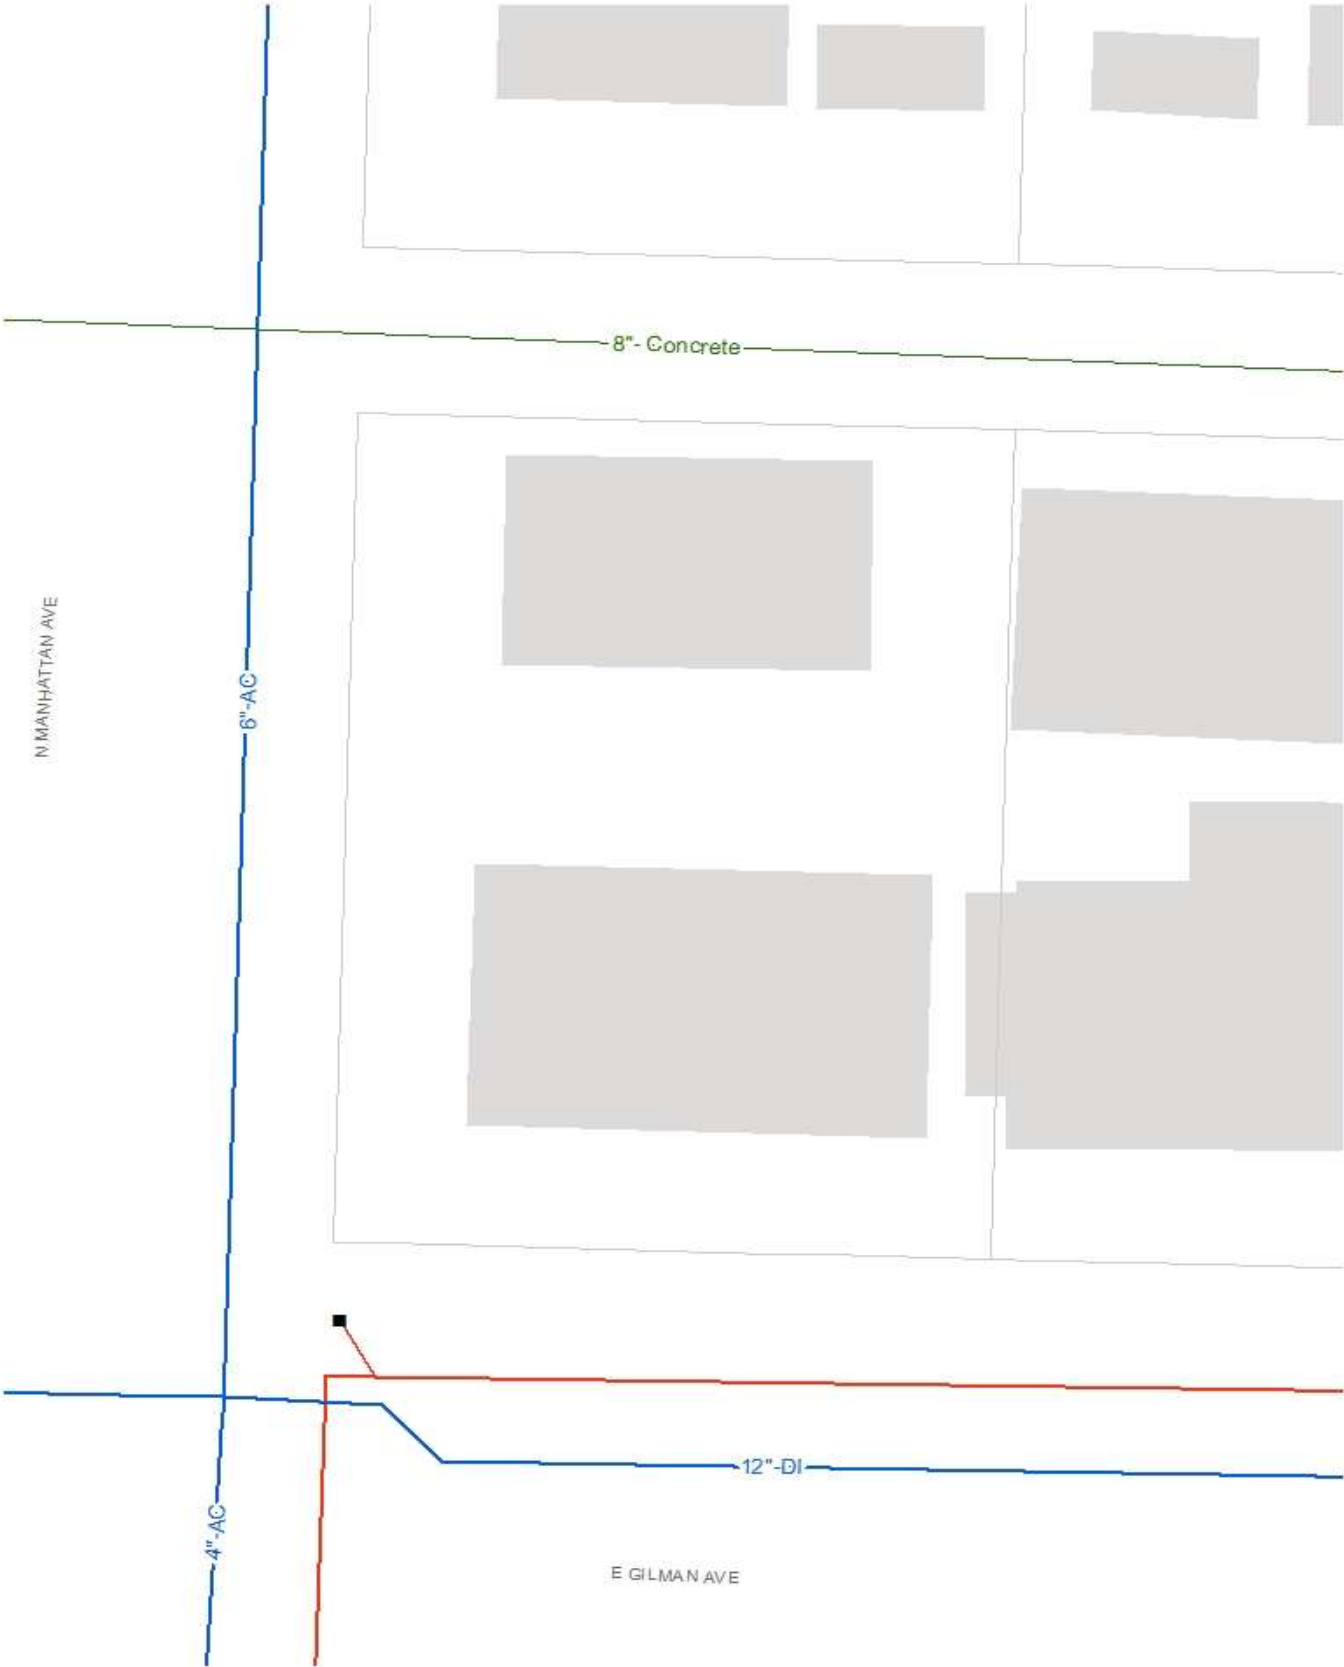 8"- Concrete
N MANHATTAN AVE
6"-AC
12"-DI
4"-AC
E GILMAN AVE